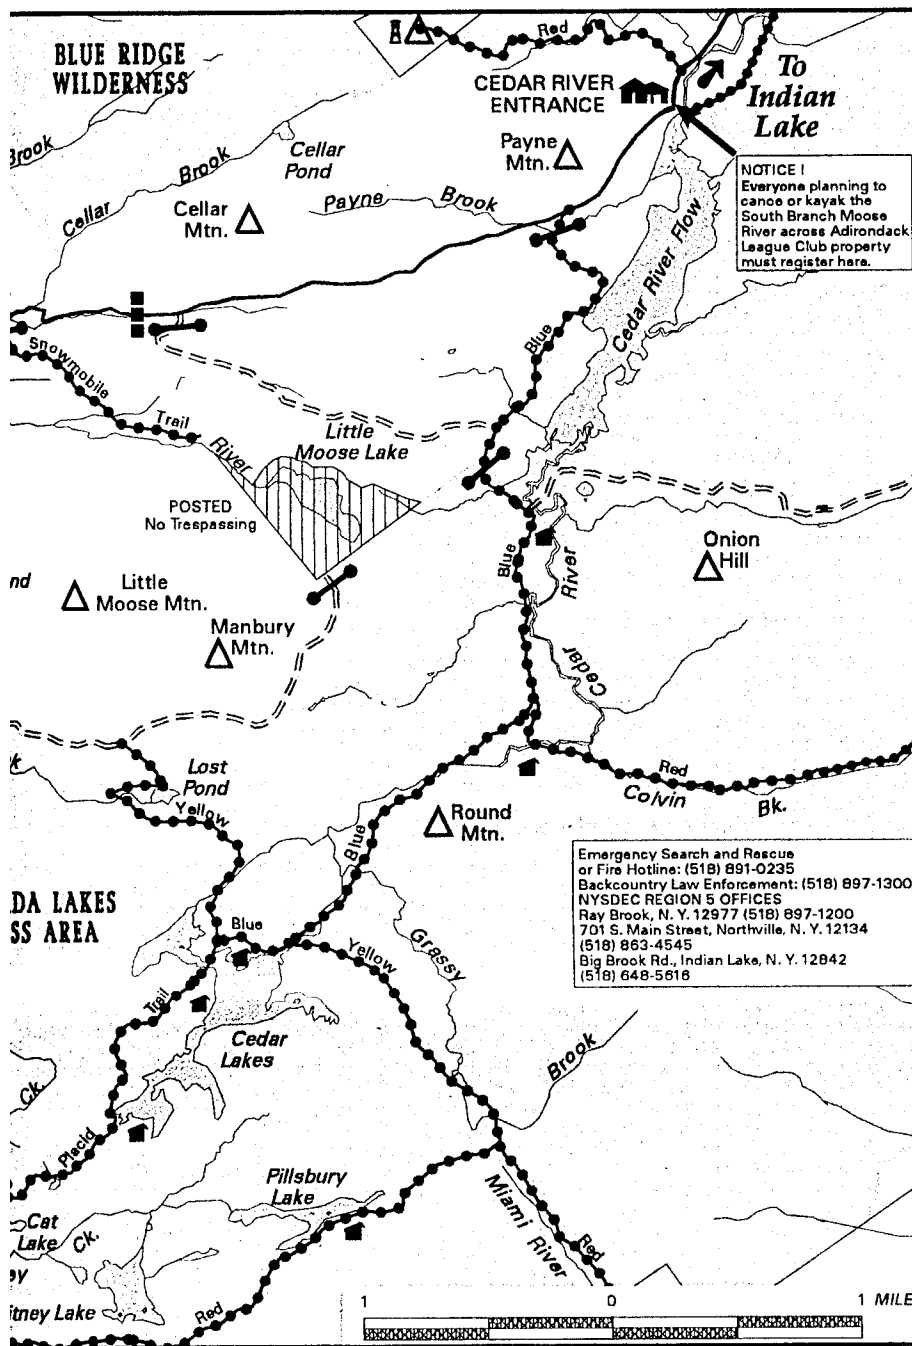 Red
BLUE RIDGE
WILDERNESS
To
Indian
Lake
CEDAR RIVER
ENTRANCE
Brook
Cellar
Pond
Payne
Mtn.
Brook
NOTICE !
Everyone planning to
canoe or kayak the
South Branch Moose
River across Adirondack
League Club property
must register here.
Cellar
Cellar
Mtn.
Payne
Brook
Cedar River Flow
Blue
Snowmobile
Trail
River
Little
Moose Lake
POSTED
No Trespassing
Onion
Hill
Blue
River
nd
Little
Moose Mtn.
Manbury
Mtn.
Cedar
Lost
Pond
k
Red
Colvin
Bk.
Yellow
Round
Mtn.
Blue
Emergency Search and Rescue
or Fire Hotline: (518) 891-0235
Backcountry Law Enforcement: (518) 897-1300
NYSDEC REGION 5 OFFICES
Ray Brook, N. Y. 12977 (518) 897-1200
701 S. Main Street, Northville, N. Y. 12134
(518) 863-4545
Big Brook Rd., Indian Lake, N. Y. 12842
(518) 648-5616
DA LAKES
SS AREA
Blue
Yellow
Grassy
Trail
Cedar
Lakes
Brook
Ck.
Placid
Pillsbury
Lake
Miami River
Cat
Lake
Ck.
ey
Red
itney Lake
Red
1 0 1 MILE